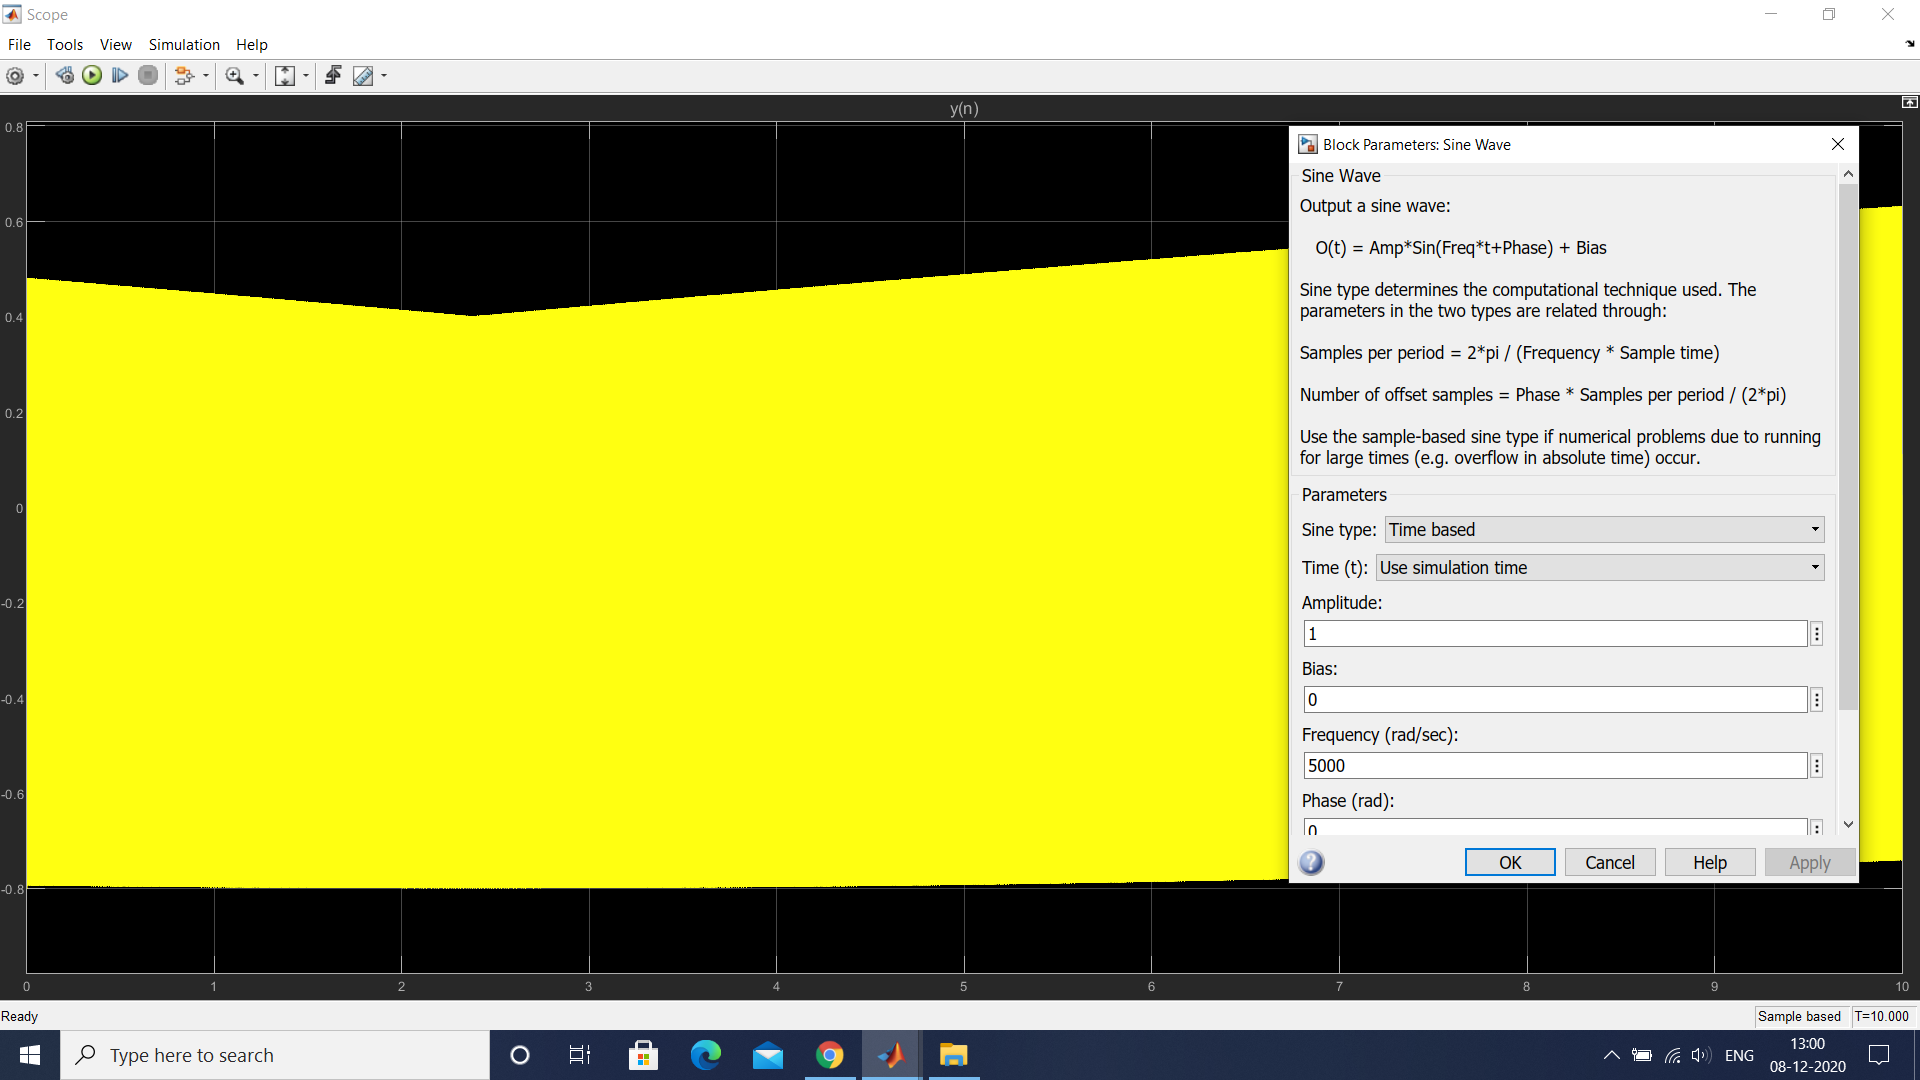 Scope
File Tools View Simulation Help
y(n)
0.8
0.6
0.4
0.2
0
-0.2
-0.4
-0.6
-0.8
0 1 2 3 4 5 6 7 8 9 10
Block Parameters: Sine Wave
Sine Wave
Output a sine wave:
O(t) = Amp*Sin(Freq*t+Phase) + Bias
Sine type determines the computational technique used. The
parameters in the two types are related through:
Samples per period = 2*pi / (Frequency * Sample time)
Number of offset samples = Phase * Samples per period / (2*pi)
Use the sample-based sine type if numerical problems due to running
for large times (e.g. overflow in absolute time) occur.
Parameters
Sine type: Time based
Time (t): Use simulation time
Amplitude:
1
Bias:
0
Frequency (rad/sec):
5000
Phase (rad):
0
OK Cancel Help Apply
Ready
Sample based T=10.000
Type here to search
ENG
13:00
08-12-2020